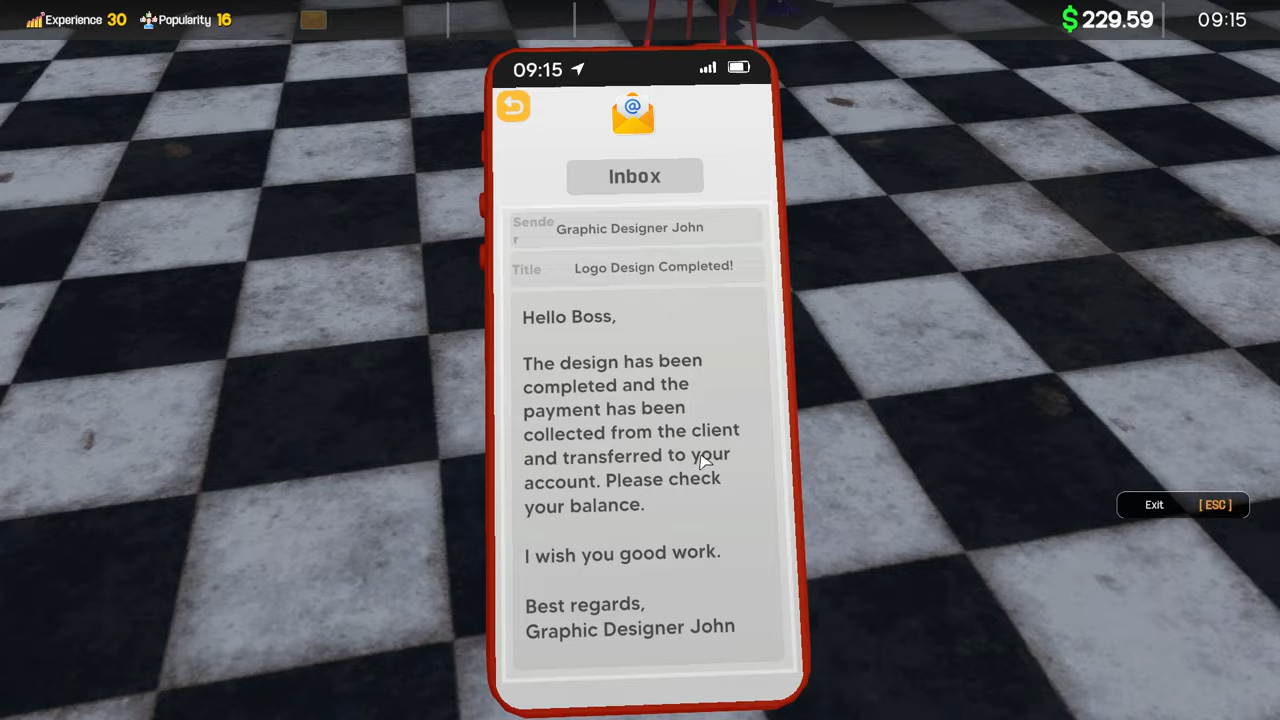 Experience 30 Popularity 16 $ 229.59 09:15
09:15
@
Inbox
Sender Graphic Designer John
Title Logo Design Completed!
Hello Boss,
The design has been
completed and the
payment has been
collected from the client
and transferred to your
account. Please check
your balance.
I wish you good work.
Best regards,
Graphic Designer John
Exit [ ESC ]